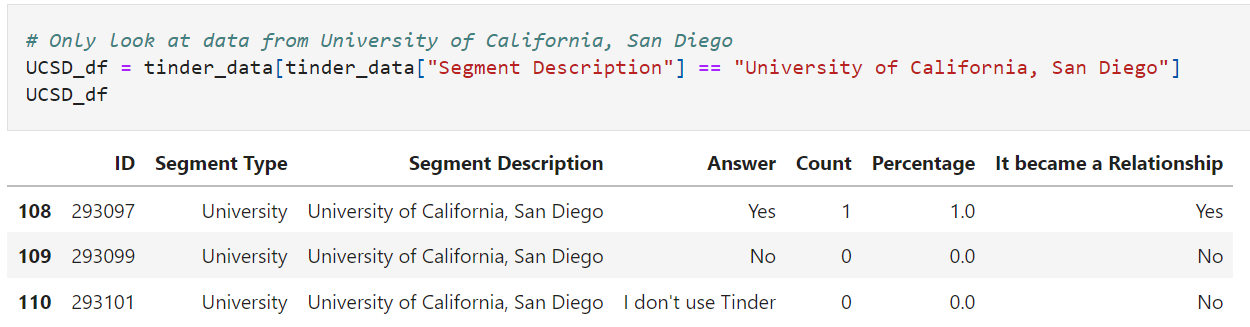 # Only look at data from University of California, San Diego
UCSD_df = tinder_data[tinder_data["Segment Description"] == "University of California, San Diego"]
UCSD_df
ID Segment Type Segment Description Answer Count Percentage It became a Relationship
108 293097 University University of California, San Diego Yes 1 1.0 Yes
109 293099 University University of California, San Diego No 0 0.0 No
110 293101 University University of California, San Diego I don't use Tinder 0 0.0 No